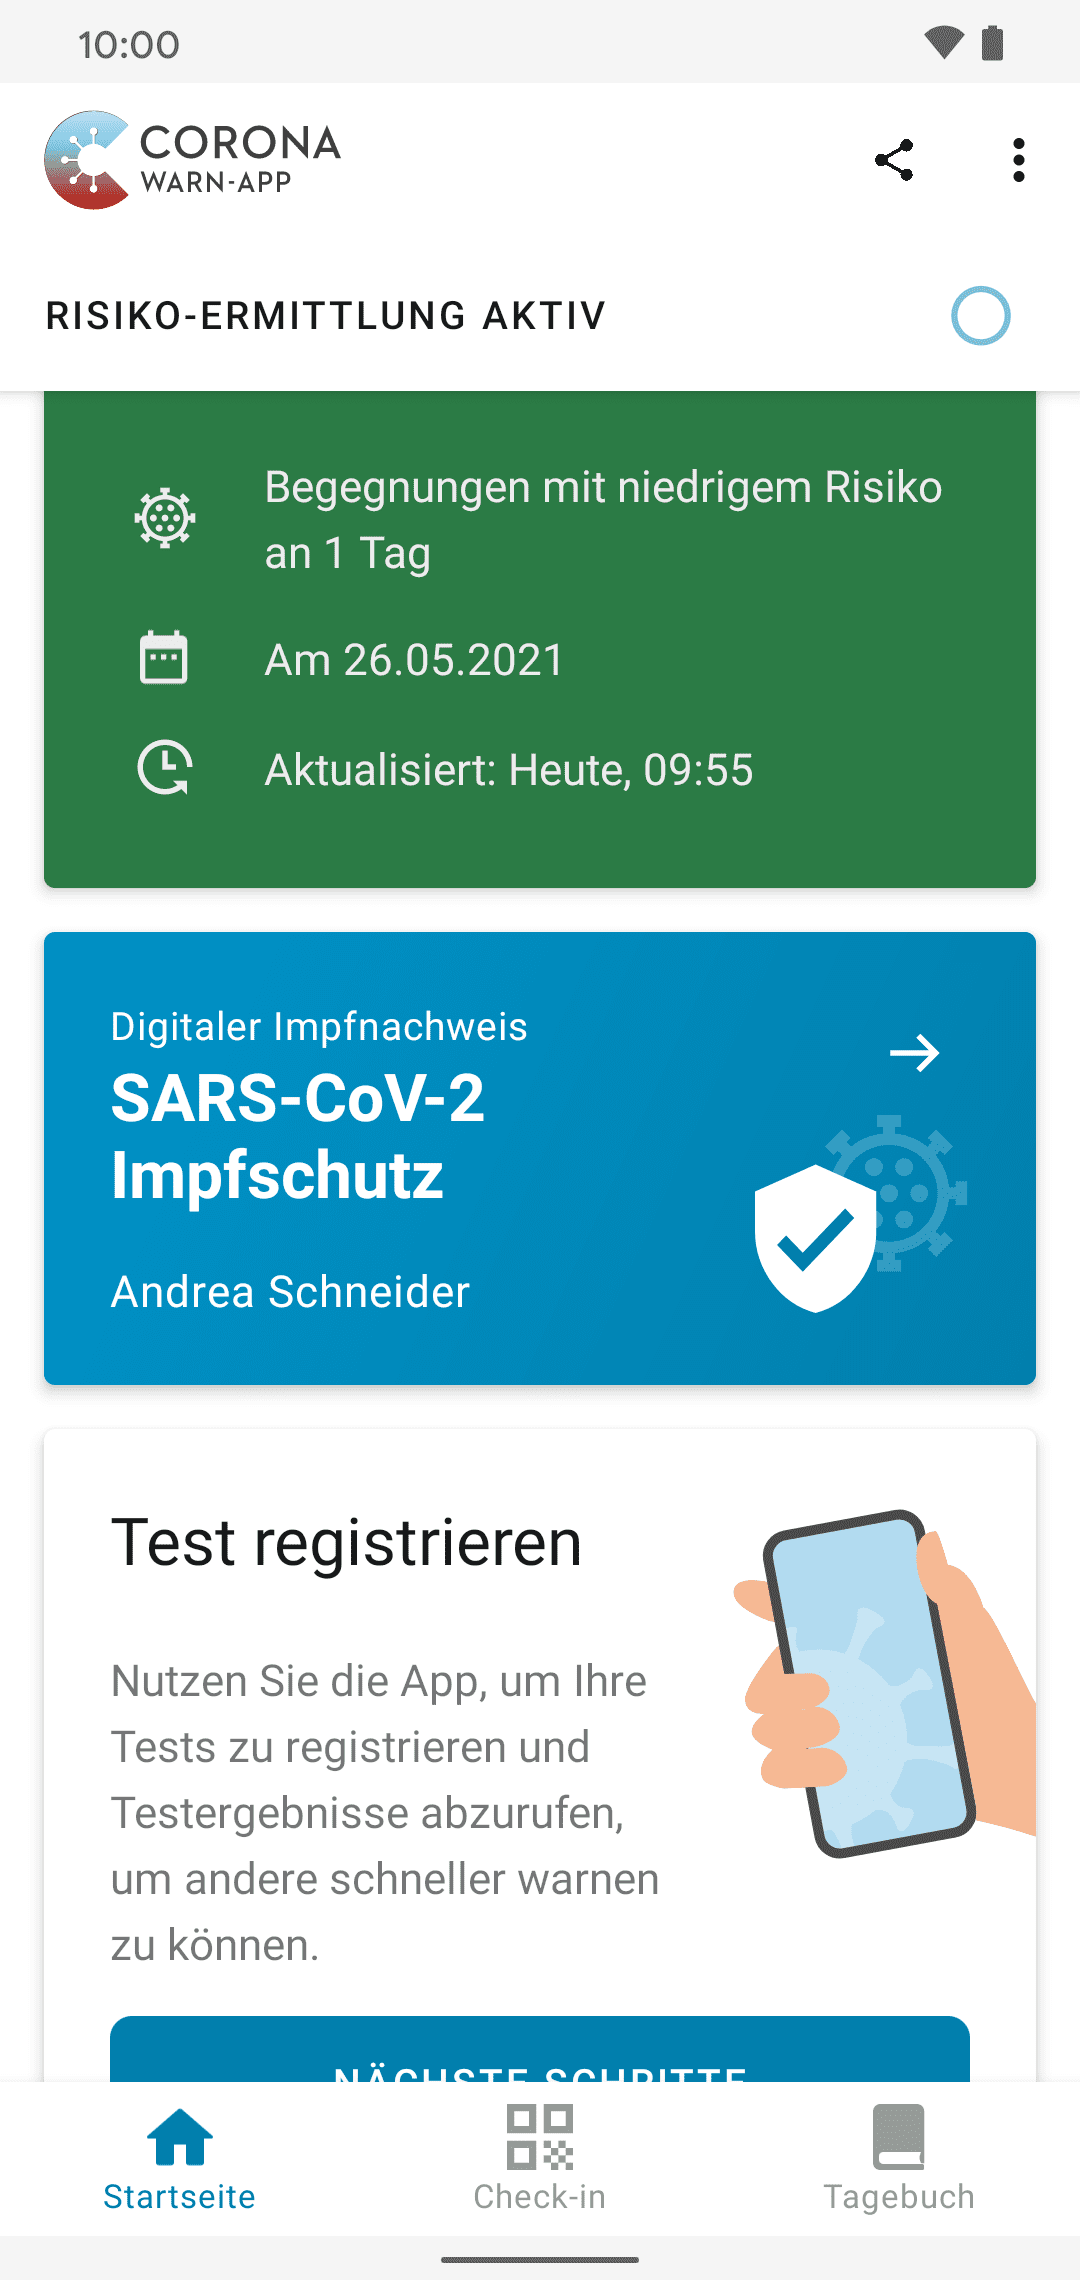 10:00
CORONA
WARN-APP
RISIKO-ERMITTLUNG AKTIV
Begegnungen mit niedrigem Risiko
an 1 Tag
Am 26.05.2021
Aktualisiert: Heute, 09:55
Digitaler Impfnachweis
SARS-CoV-2
Impfschutz
Andrea Schneider
Test registrieren
Nutzen Sie die App, um Ihre
Tests zu registrieren und
Testergebnisse abzurufen,
um andere schneller warnen
zu können.
NÄCHSTE SCHRITTE
Startseite
Check-in
Tagebuch